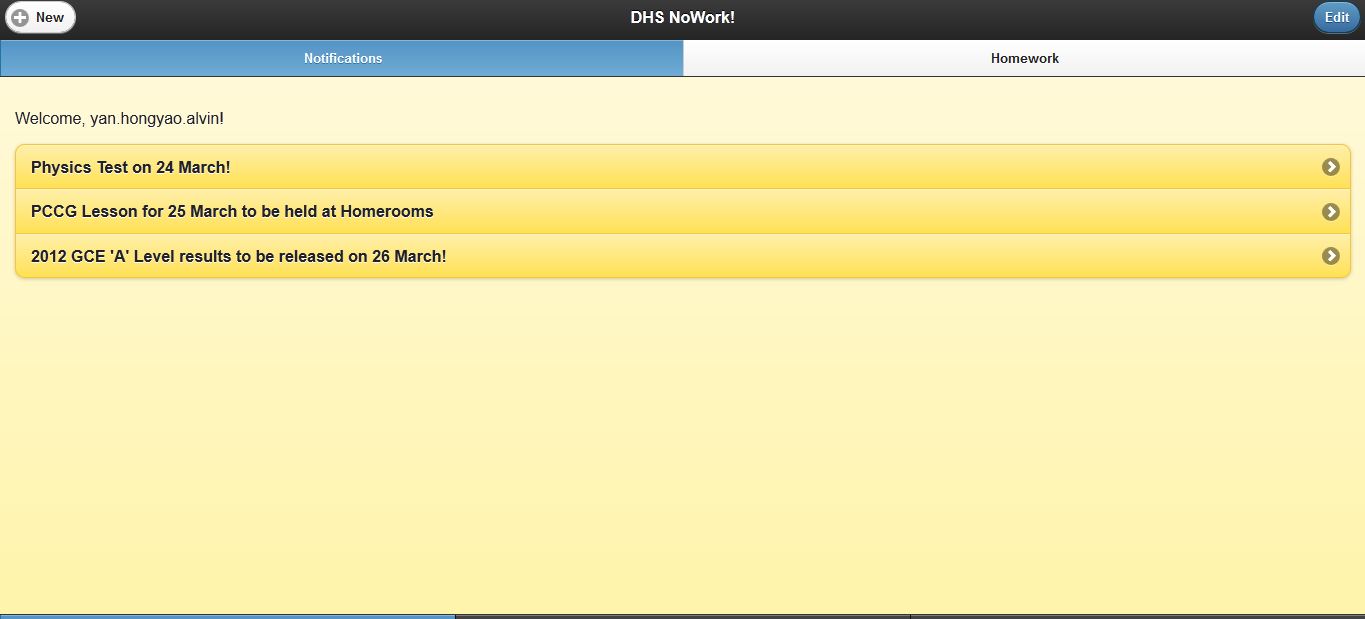 New
DHS NoWork!
Edit
Notifications
Homework
Welcome, yan.hongyao.alvin!
Physics Test on 24 March!
PCCG Lesson for 25 March to be held at Homerooms
2012 GCE 'A' Level results to be released on 26 March!